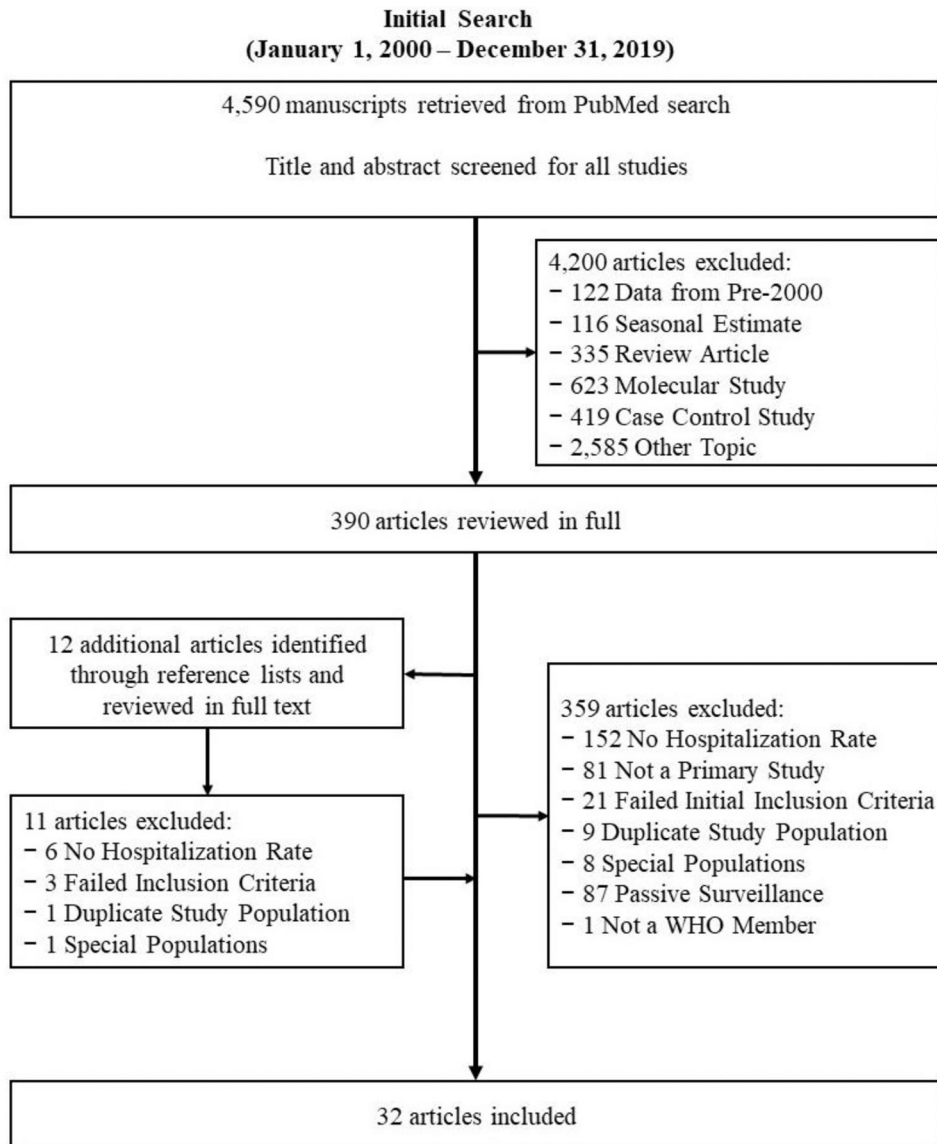 Initial Search
(January 1, 2000 – December 31, 2019)
4,590 manuscripts retrieved from PubMed search
Title and abstract screened for all studies
4,200 articles excluded:
− 122 Data from Pre-2000
− 116 Seasonal Estimate
− 335 Review Article
− 623 Molecular Study
− 419 Case Control Study
− 2,585 Other Topic
390 articles reviewed in full
12 additional articles identified
through reference lists and
reviewed in full text
359 articles excluded:
− 152 No Hospitalization Rate
− 81 Not a Primary Study
− 21 Failed Initial Inclusion Criteria
− 9 Duplicate Study Population
− 8 Special Populations
− 87 Passive Surveillance
− 1 Not a WHO Member
11 articles excluded:
− 6 No Hospitalization Rate
− 3 Failed Inclusion Criteria
− 1 Duplicate Study Population
− 1 Special Populations
32 articles included